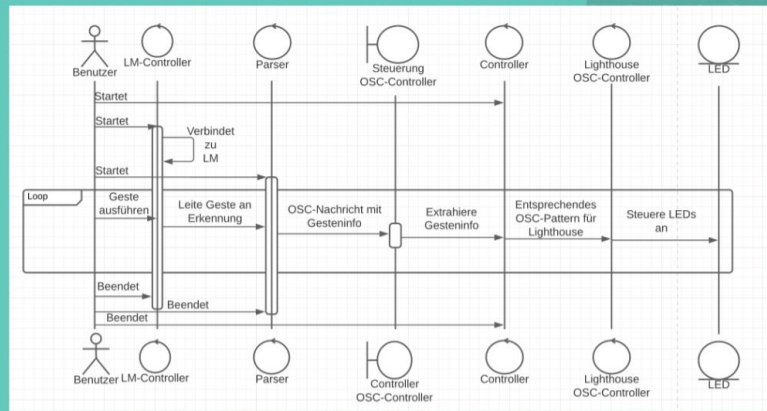 Benutzer
LM-Controller
Parser
Steuerung
OSC-Controller
Controller
Lighthouse
OSC-Controller
LED
Startet
Startet
Verbindet
zu
LM
Startet
Loop
Geste
ausführen
Leite Geste an
Erkennung
OSC-Nachricht mit
Gesteninfo
Extrahiere
Gesteninfo
Entsprechendes
OSC-Pattern für
Lighthouse
Steuere LEDs
an
Beendet
Beendet
Beendet
Benutzer
LM-Controller
Parser
Controller
OSC-Controller
Controller
Lighthouse
OSC-Controller
LED